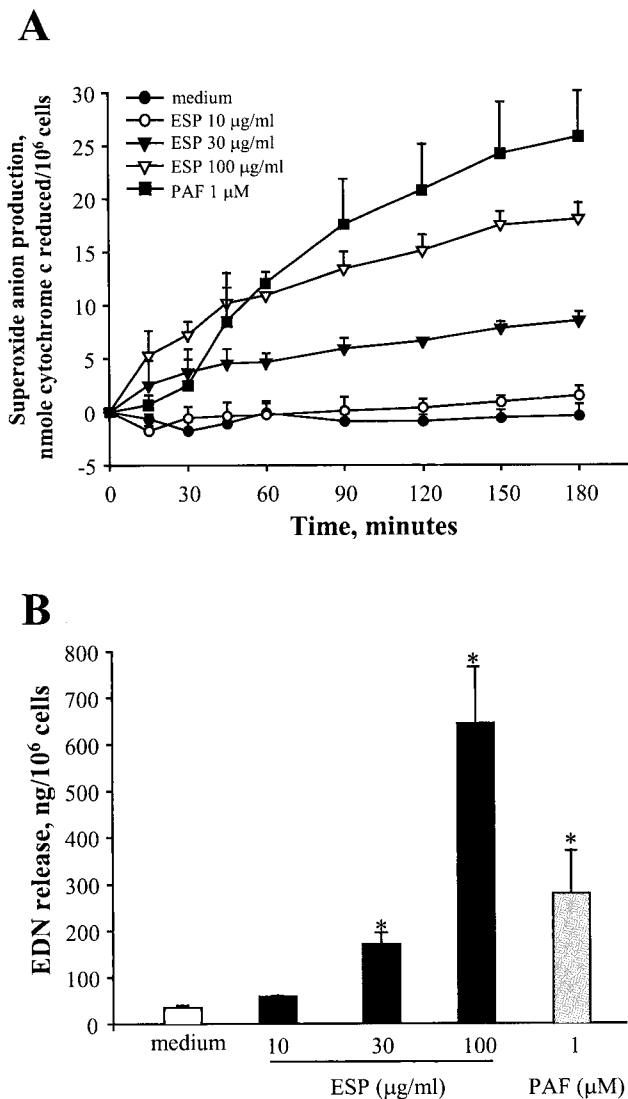 A
Superoxide anion production,
nmole cytochrome c reduced/10⁶ cells
30
25
20
15
10
5
0
-5
medium
ESP 10 μg/ml
ESP 30 μg/ml
ESP 100 μg/ml
PAF 1 μM
0 30 60 90 120 150 180
Time, minutes
B
EDN release, ng/10⁶ cells
800
700
600
500
400
300
200
100
0
*
*
*
medium 10 30 100 1
ESP (μg/ml) PAF (μM)